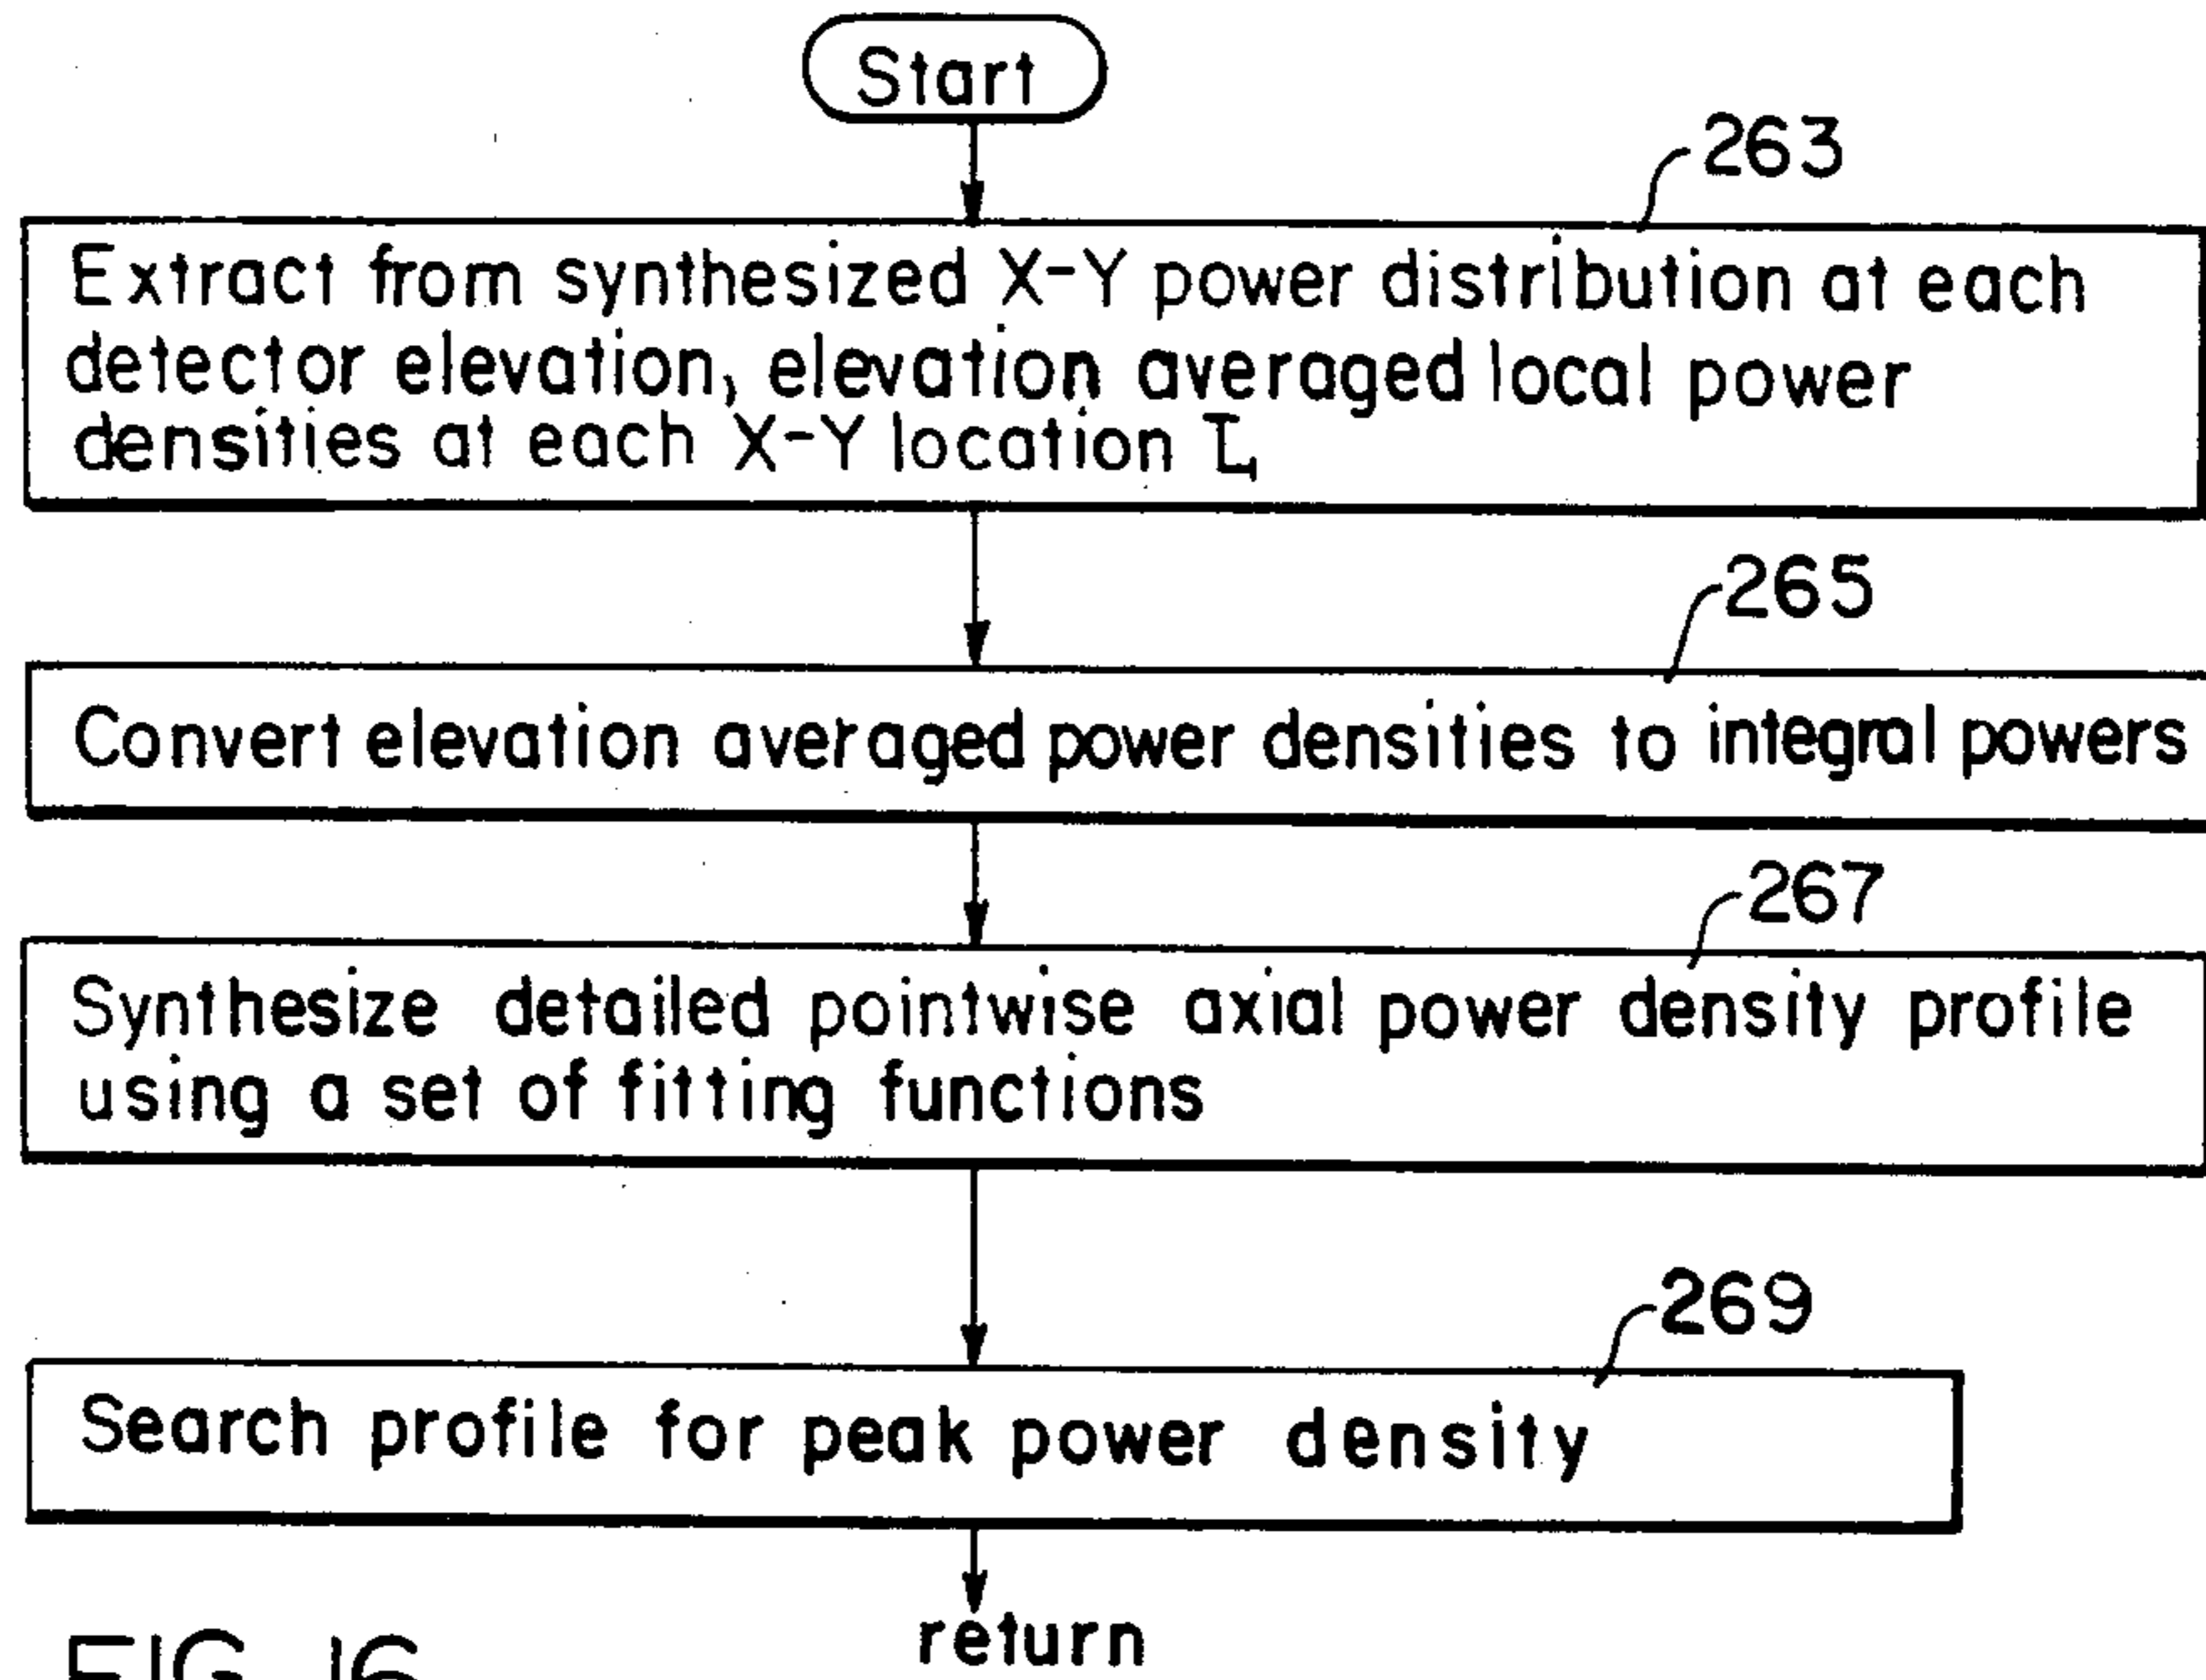 Start
263
Extract from synthesized X-Y power distribution at each
detector elevation, elevation averaged local power
densities at each X-Y location
265
Convert elevation averaged power densities to integral powers
267
Synthesize detailed pointwise axial power density profile
using a set of fitting functions
269
Search profile for peak power density
return
FIG. 16